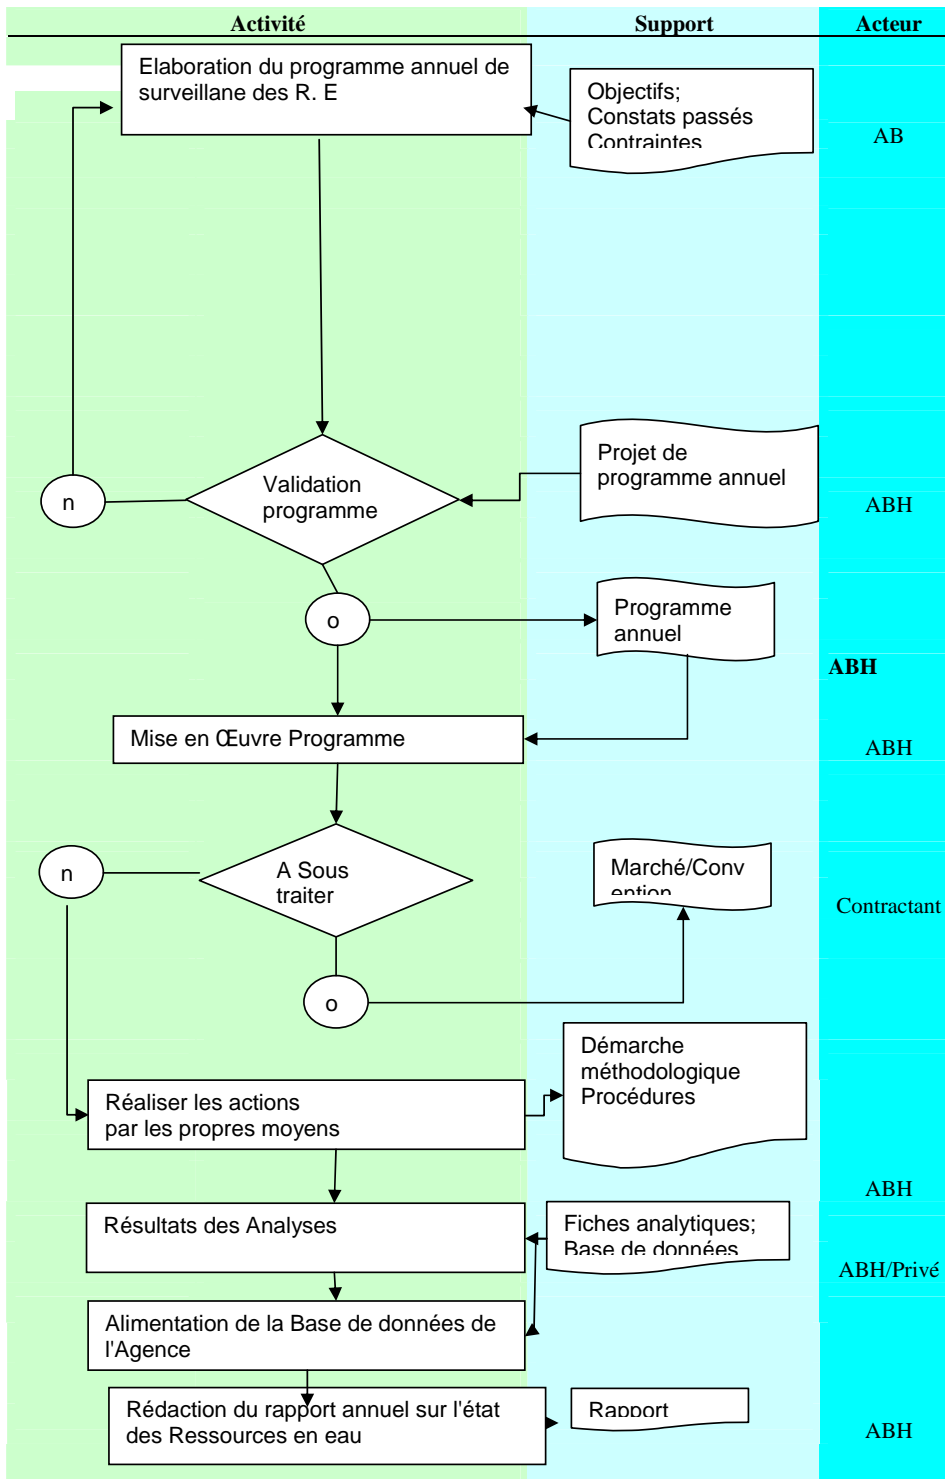 Activité
Support
Acteur
Elaboration du programme annuel de
surveillane des R. E
Objectifs;
Constats passés
Contraintes
AB
Validation
programme
n
Projet de
programme annuel
ABH
o
Programme
annuel
ABH
Mise en Œuvre Programme
ABH
n
A Sous
traiter
Marché/Conv
ention
Contractant
o
Démarche
méthodologique
Procédures
Réaliser les actions
par les propres moyens
ABH
Résultats des Analyses
Fiches analytiques;
Base de données
ABH/Privé
Alimentation de la Base de données de
l'Agence
Rédaction du rapport annuel sur l'état
des Ressources en eau
Rapport
ABH